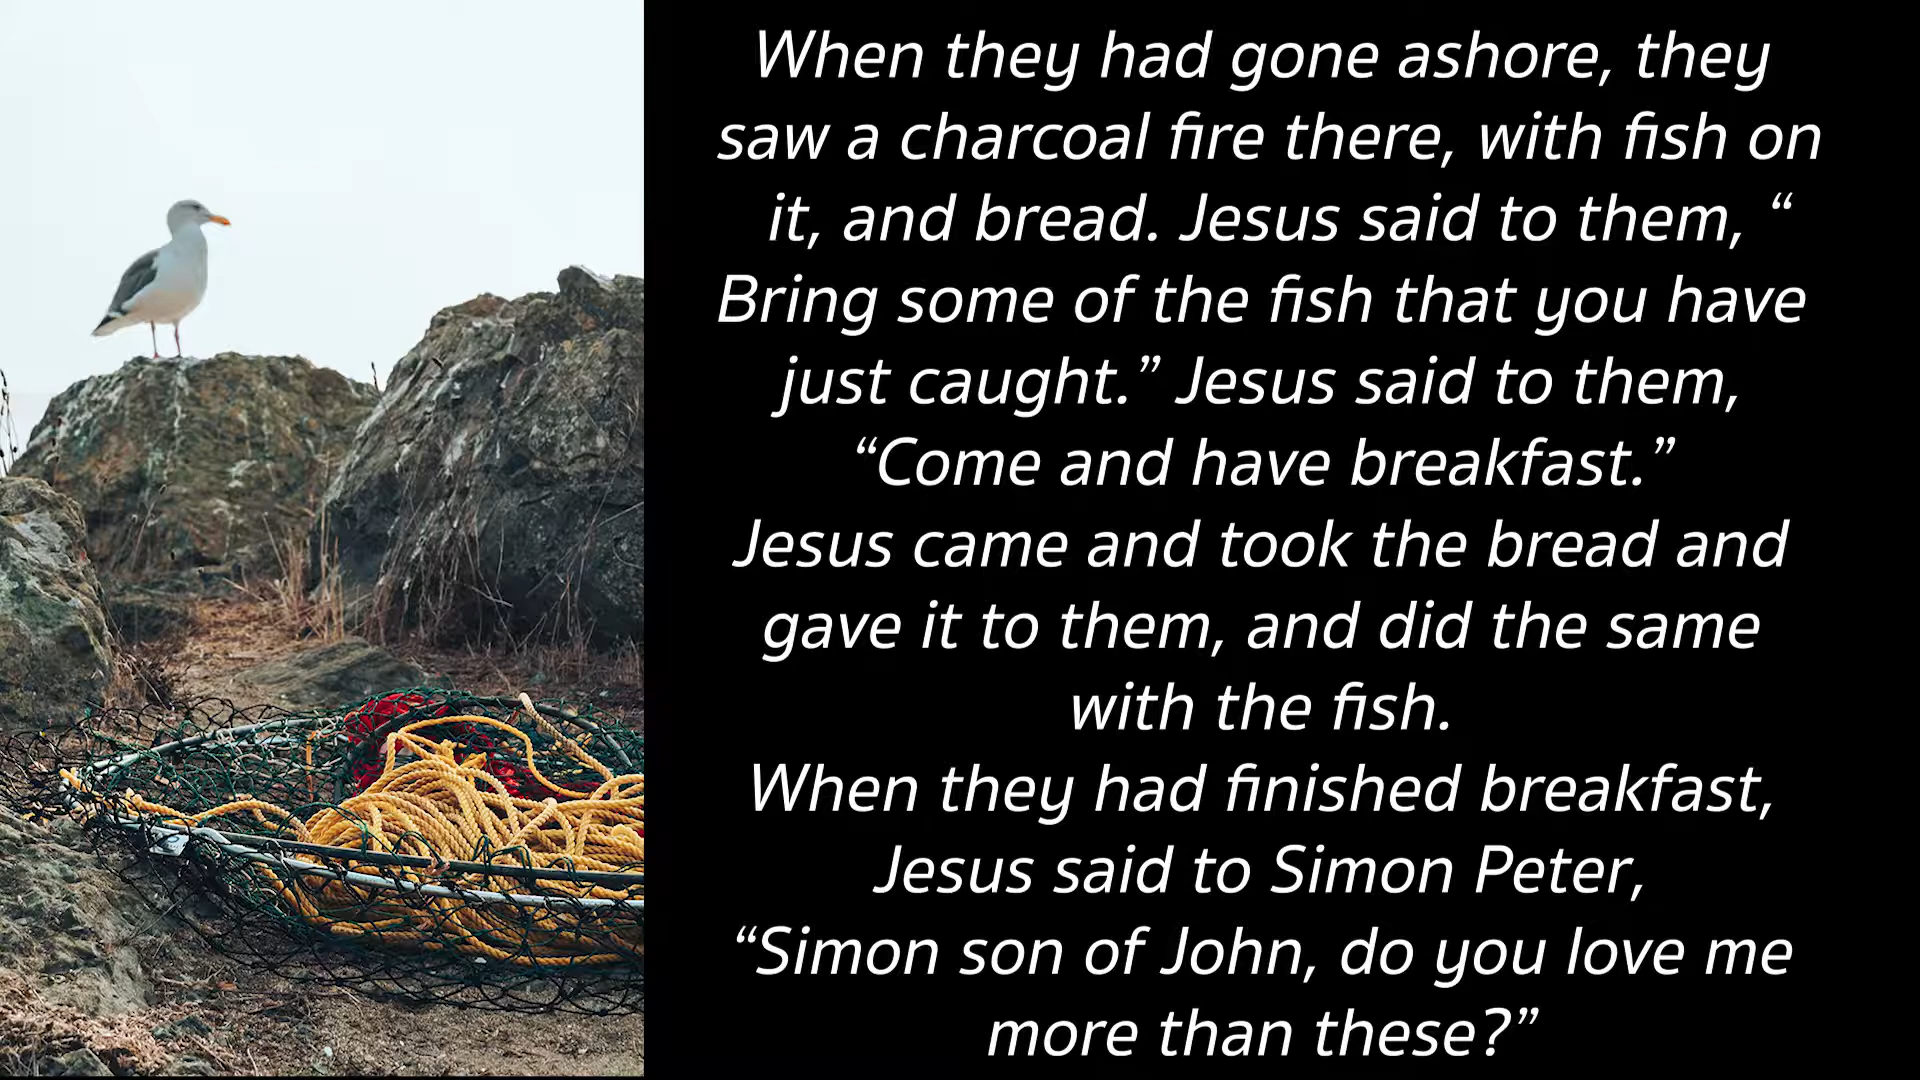 When they had gone ashore, they
saw a charcoal fire there, with fish on
it, and bread. Jesus said to them, “
Bring some of the fish that you have
just caught.” Jesus said to them,
“Come and have breakfast.”
Jesus came and took the bread and
gave it to them, and did the same
with the fish.
When they had finished breakfast,
Jesus said to Simon Peter,
“Simon son of John, do you love me
more than these?”